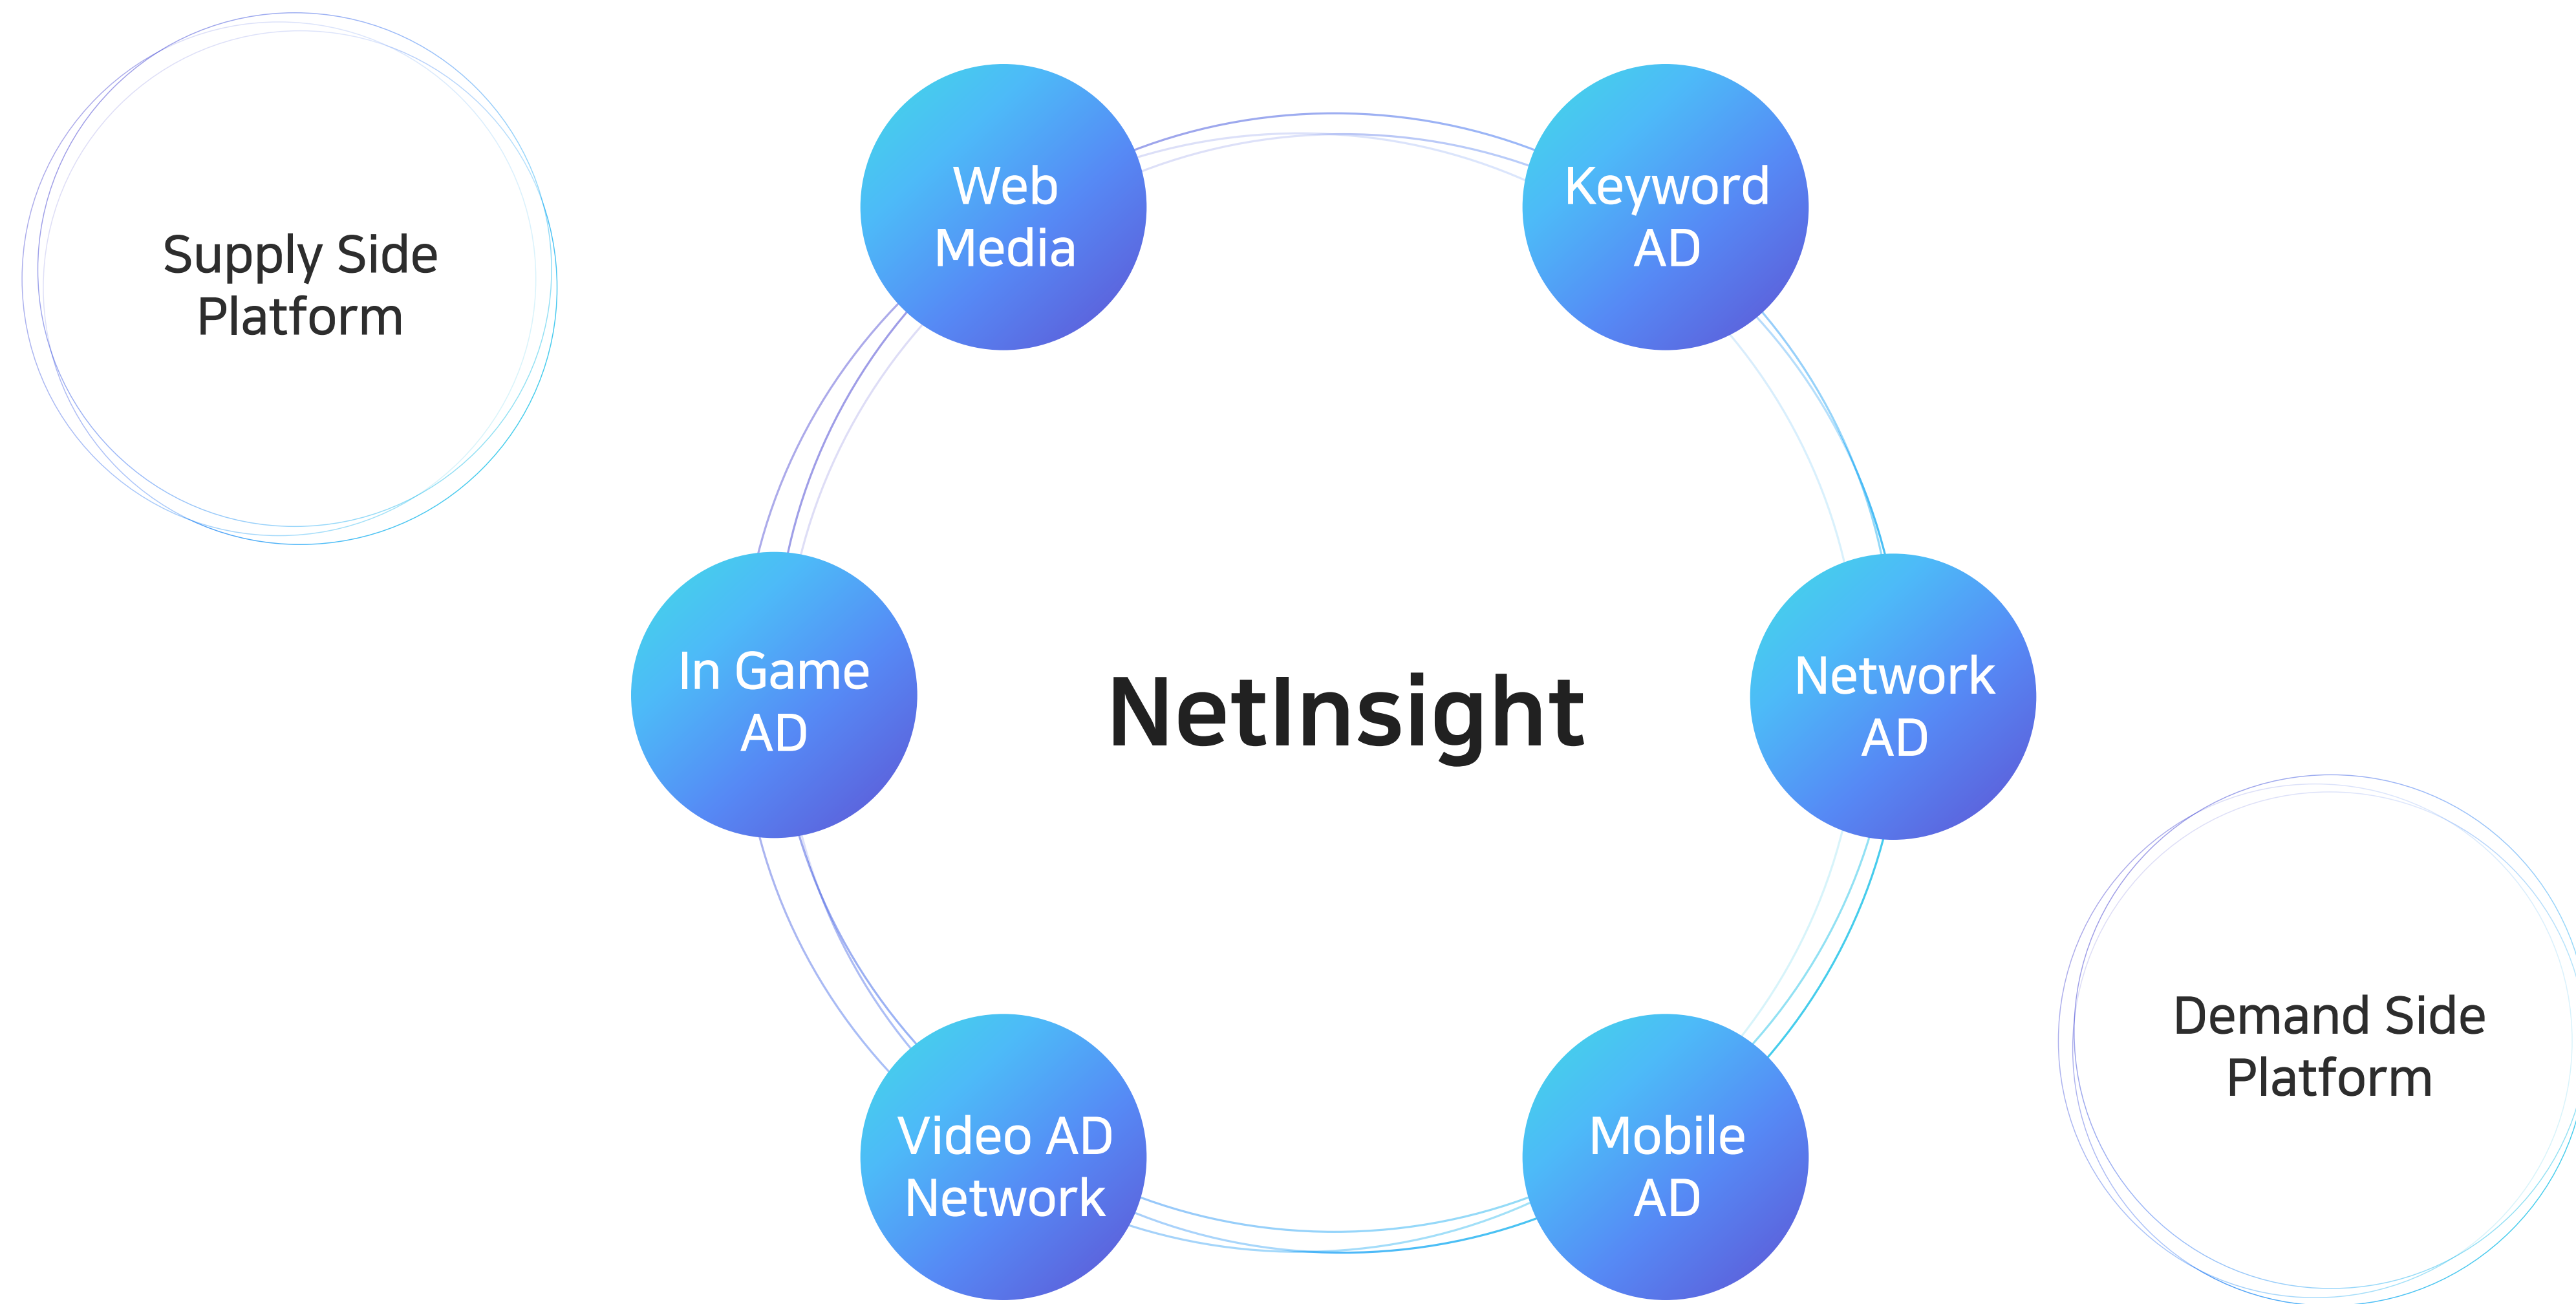 Supply Side
Platform
Web
Media
Keyword
AD
In Game
AD
NetInsight
Network
AD
Video AD
Network
Mobile
AD
Demand Side
Platform